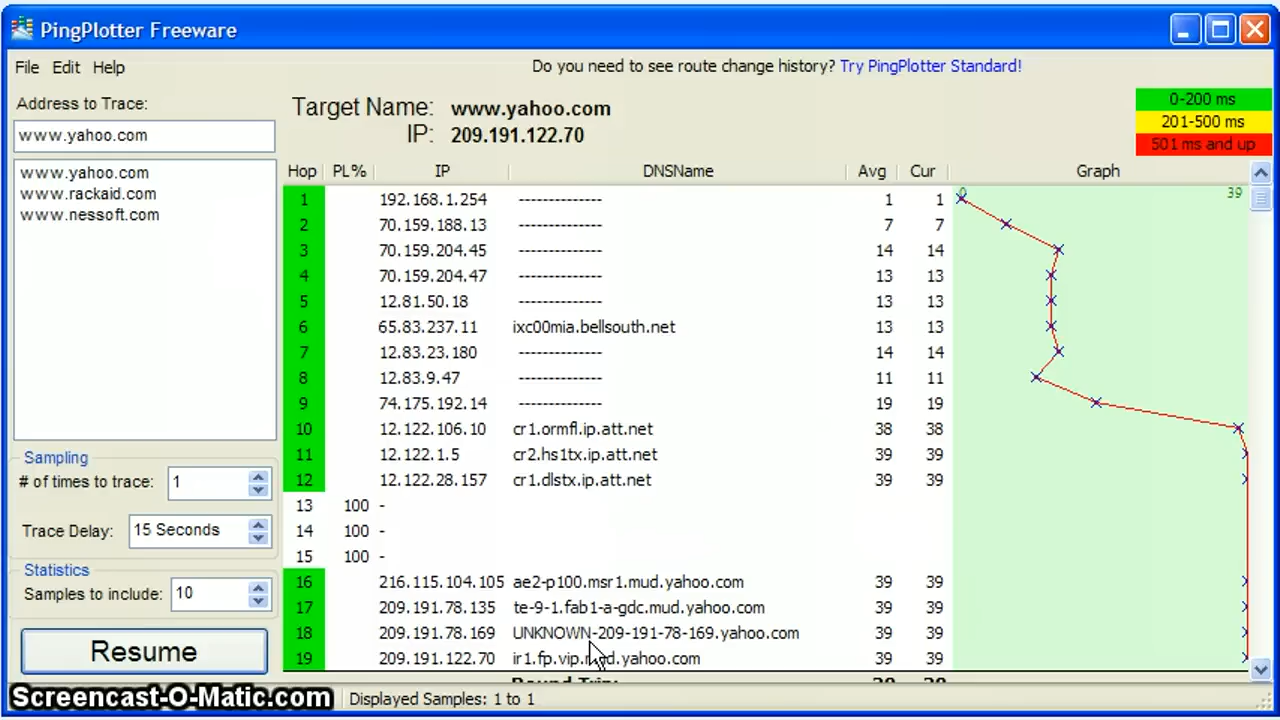 PingPlotter Freeware
File Edit Help
Do you need to see route change history? Try PingPlotter Standard!
Address to Trace:
www.yahoo.com
www.yahoo.com
www.rackaid.com
www.nessoft.com
Sampling
# of times to trace: 1
Trace Delay: 15 Seconds
Statistics
Samples to include: 10
Resume
Target Name: www.yahoo.com
IP: 209.191.122.70
0-200 ms
201-500 ms
501 ms and up
Hop PL% IP DNSName Avg Cur Graph
0 39
1 192.168.1.254 -------------- 1 1
2 70.159.188.13 -------------- 7 7
3 70.159.204.45 -------------- 14 14
4 70.159.204.47 -------------- 13 13
5 12.81.50.18 -------------- 13 13
6 65.83.237.11 ixc00mia.bellsouth.net 13 13
7 12.83.23.180 -------------- 14 14
8 12.83.9.47 -------------- 11 11
9 74.175.192.14 -------------- 19 19
10 12.122.106.10 cr1.ormfl.ip.att.net 38 38
11 12.122.1.5 cr2.hs1tx.ip.att.net 39 39
12 12.122.28.157 cr1.dlstx.ip.att.net 39 39
13 100 -
14 100 -
15 100 -
16 216.115.104.105 ae2-p100.msr1.mud.yahoo.com 39 39
17 209.191.78.135 te-9-1.fab1-a-gdc.mud.yahoo.com 39 39
18 209.191.78.169 UNKNOWN-209-191-78-169.yahoo.com 39 39
19 209.191.122.70 ir1.fp.vip.mud.yahoo.com 39 39
Round Trip: 39 39
Screencast-O-Matic.com
Displayed Samples: 1 to 1